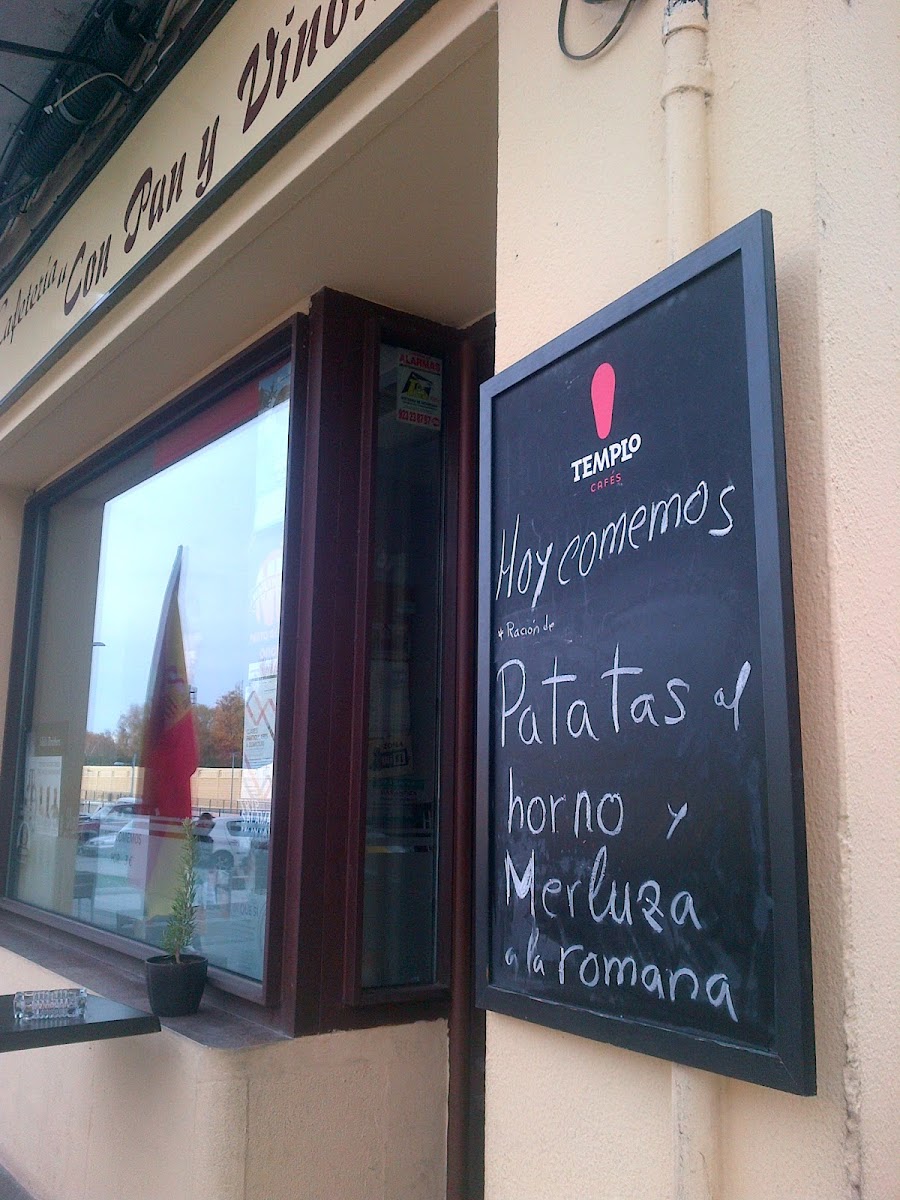 Cafetería "Con Pan y Vino.
ALARMAS
TEMPLO
CAFÉS
Hoy comemos
* Ración de
Patatas al
horno y
Merluza
a la romana